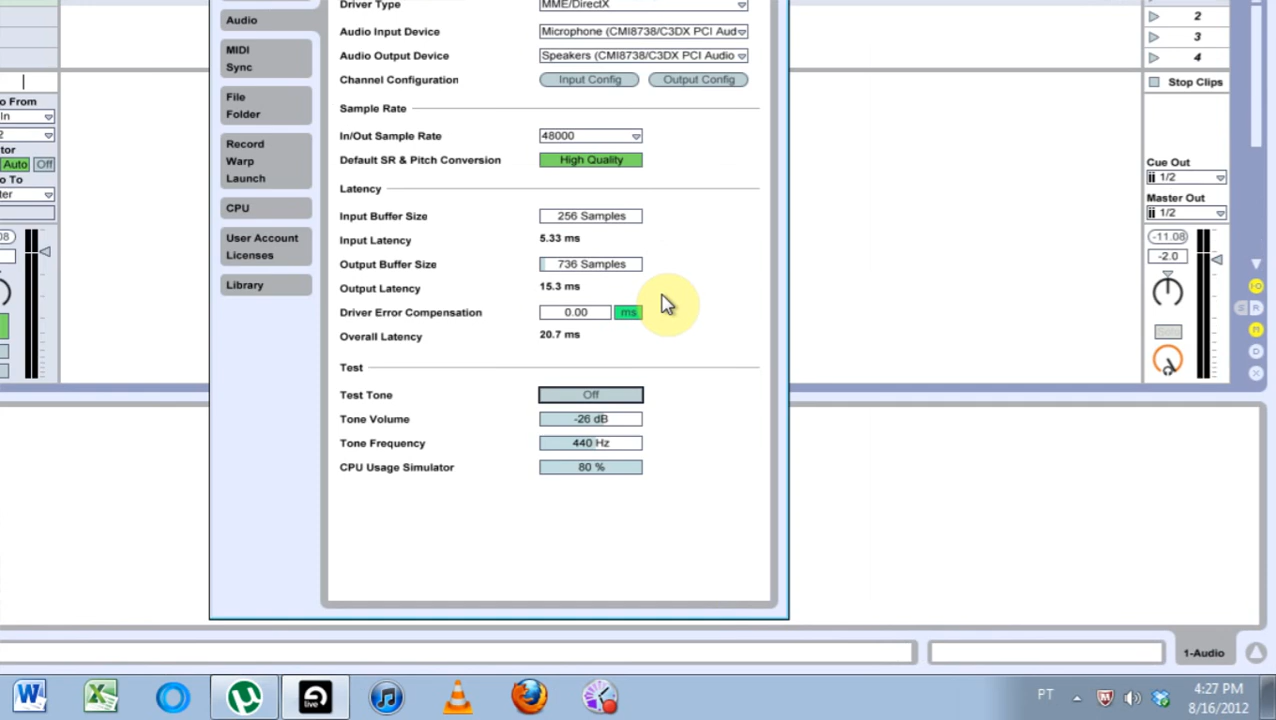 Driver Type MME/DirectX
Audio
Audio Input Device Microphone (CMI8738/C3DX PCI Aud
MIDI
Sync
Audio Output Device Speakers (CMI8738/C3DX PCI Audio
Channel Configuration Input Config Output Config
File
Folder
Sample Rate
In/Out Sample Rate 48000
Record
Warp
Launch
Default SR & Pitch Conversion High Quality
Latency
CPU
Input Buffer Size 256 Samples
Input Latency 5.33 ms
User Account
Licenses
Output Buffer Size 736 Samples
Library
Output Latency 15.3 ms
Driver Error Compensation 0.00 ms
Overall Latency 20.7 ms
Test
Test Tone Off
Tone Volume -26 dB
Tone Frequency 440 Hz
CPU Usage Simulator 80 %
o From
In
2
tor
Auto Off
o To
ter
08
2
3
4
Stop Clips
Cue Out
1/2
Master Out
1/2
-11.08
-2.0
Solo
I·O
S R
M
D
X
1-Audio
W
X
live
PT
4:27 PM
8/16/2012